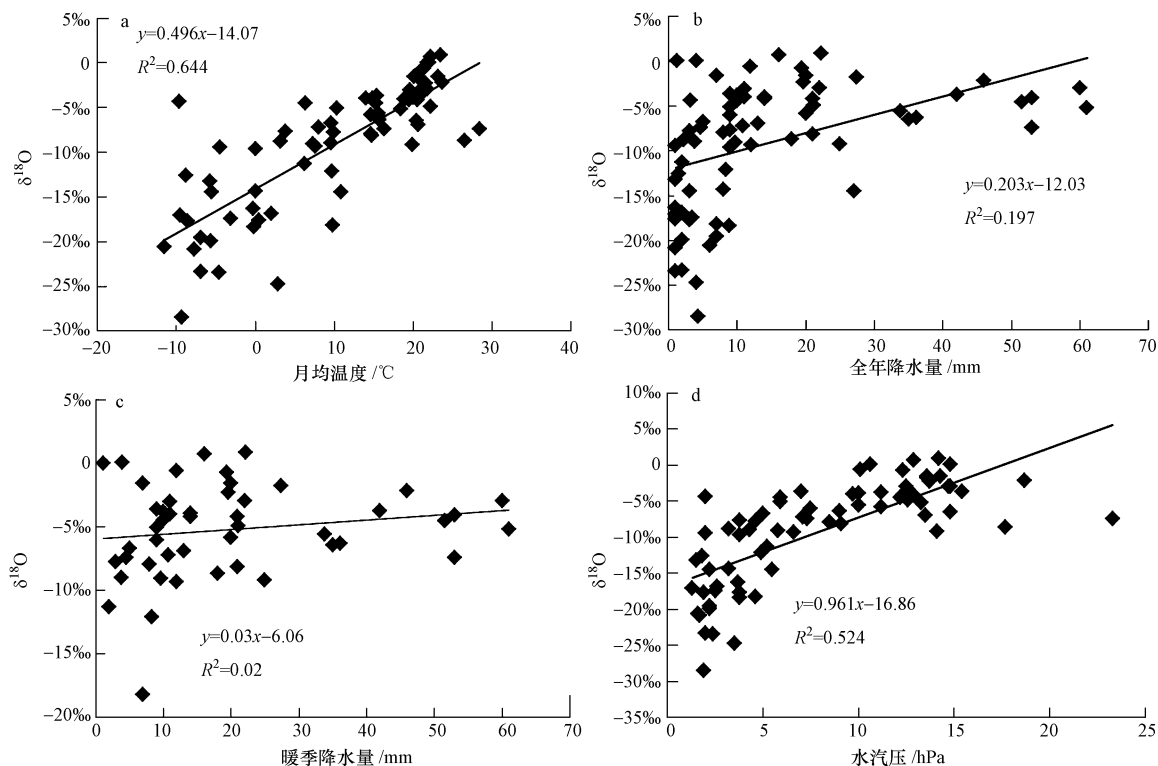 a
y=0.496x−14.07
R²=0.644
5‰
0
−5‰
−10‰
−15‰
−20‰
−25‰
−30‰
δ¹⁸O
−20 −10 0 10 20 30 40
月均温度 /℃
b
5‰
0
−5‰
−10‰
−15‰
−20‰
−25‰
−30‰
δ¹⁸O
y=0.203x−12.03
R²=0.197
0 10 20 30 40 50 60 70
全年降水量 /mm
c
5‰
0
−5‰
−10‰
−15‰
−20‰
δ¹⁸O
y=0.03x−6.06
R²=0.02
0 10 20 30 40 50 60 70
暖季降水量 /mm
d
10‰
5‰
0
−5‰
−10‰
−15‰
−20‰
−25‰
−30‰
−35‰
δ¹⁸O
y=0.961x−16.86
R²=0.524
0 5 10 15 20 25
水汽压 /hPa